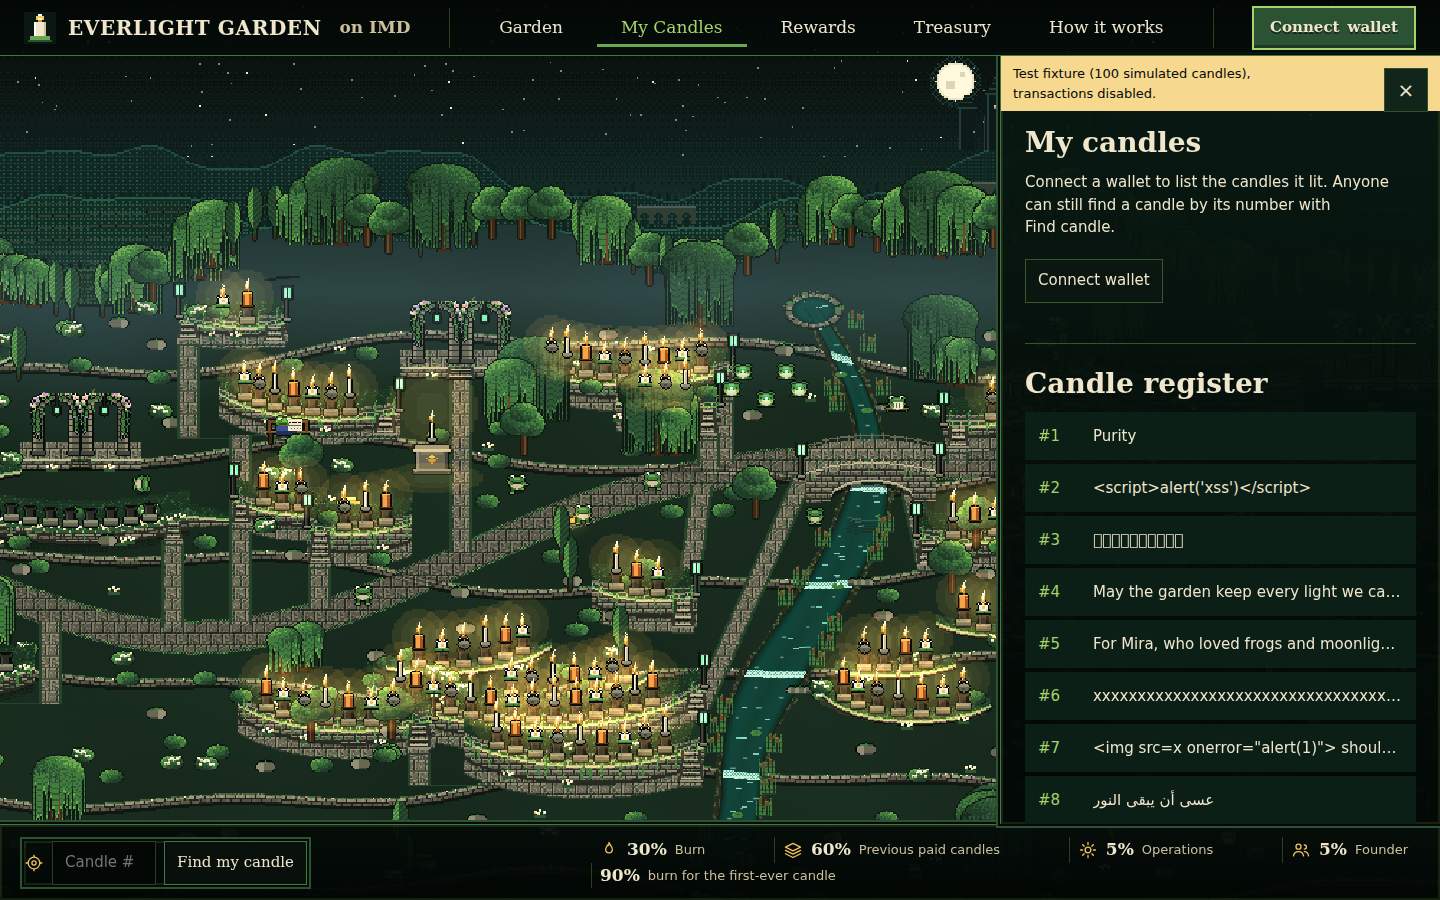 EVERLIGHT GARDEN on IMD
Garden
My Candles
Rewards
Treasury
How it works
Connect wallet
Test fixture (100 simulated candles),
transactions disabled.
My candles
Connect a wallet to list the candles it lit. Anyone
can still find a candle by its number with
Find candle.
Connect wallet
Candle register
#1 Purity
#2 <script>alert('xss')</script>
#3
#4 May the garden keep every light we ca...
#5 For Mira, who loved frogs and moonlig...
#6 xxxxxxxxxxxxxxxxxxxxxxxxxxxxxxxxx...
#7 <img src=x onerror="alert(1)"> shoul...
#8 عسى أن يبقى النور
Candle #
Find my candle
30% Burn
60% Previous paid candles
5% Operations
5% Founder
90% burn for the first-ever candle